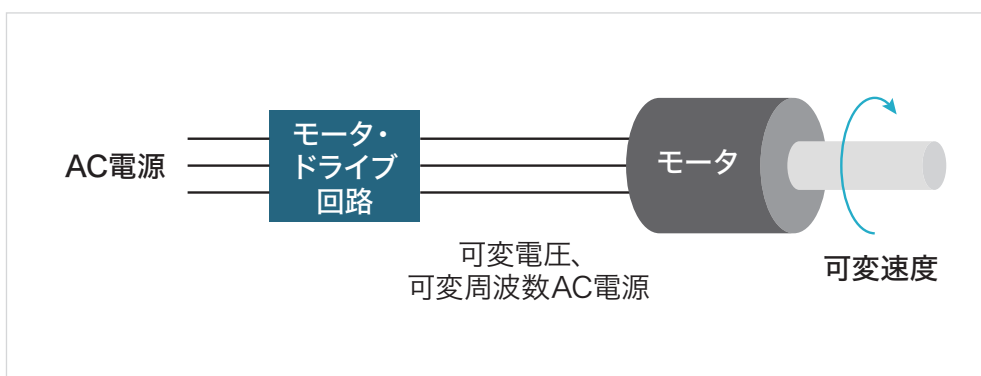 AC電源
モータ・
ドライブ
回路
モータ
可変電圧、
可変周波数AC電源
可変速度